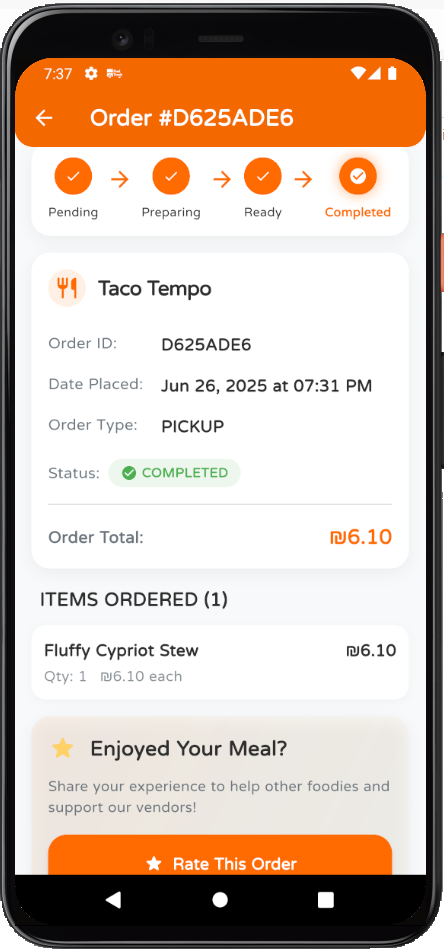 7:37
Order #D625ADE6
Pending Preparing Ready Completed
Taco Tempo
Order ID: D625ADE6
Date Placed: Jun 26, 2025 at 07:31 PM
Order Type: PICKUP
Status: COMPLETED
Order Total: ₪6.10
ITEMS ORDERED (1)
Fluffy Cypriot Stew ₪6.10
Qty: 1 ₪6.10 each
Enjoyed Your Meal?
Share your experience to help other foodies and
support our vendors!
Rate This Order